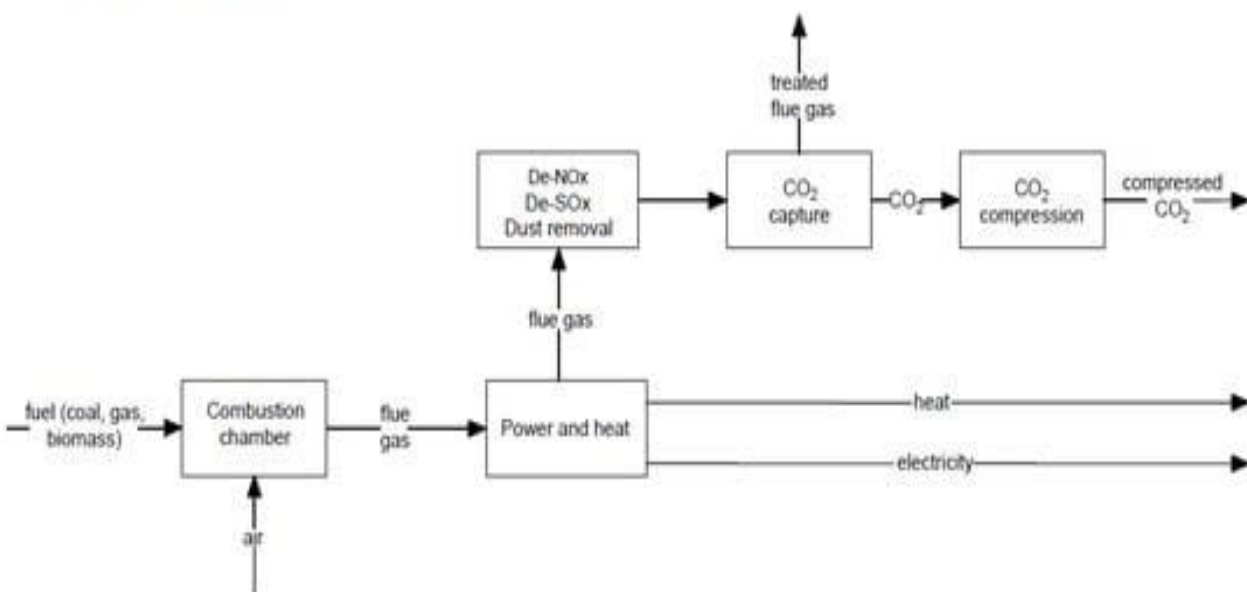 treated
flue gas
De-NOx
De-SOx
Dust removal
CO₂
capture
CO₂
CO₂
compression
compressed
CO₂
flue gas
fuel (coal, gas,
biomass)
Combustion
chamber
flue
gas
Power and heat
heat
electricity
air